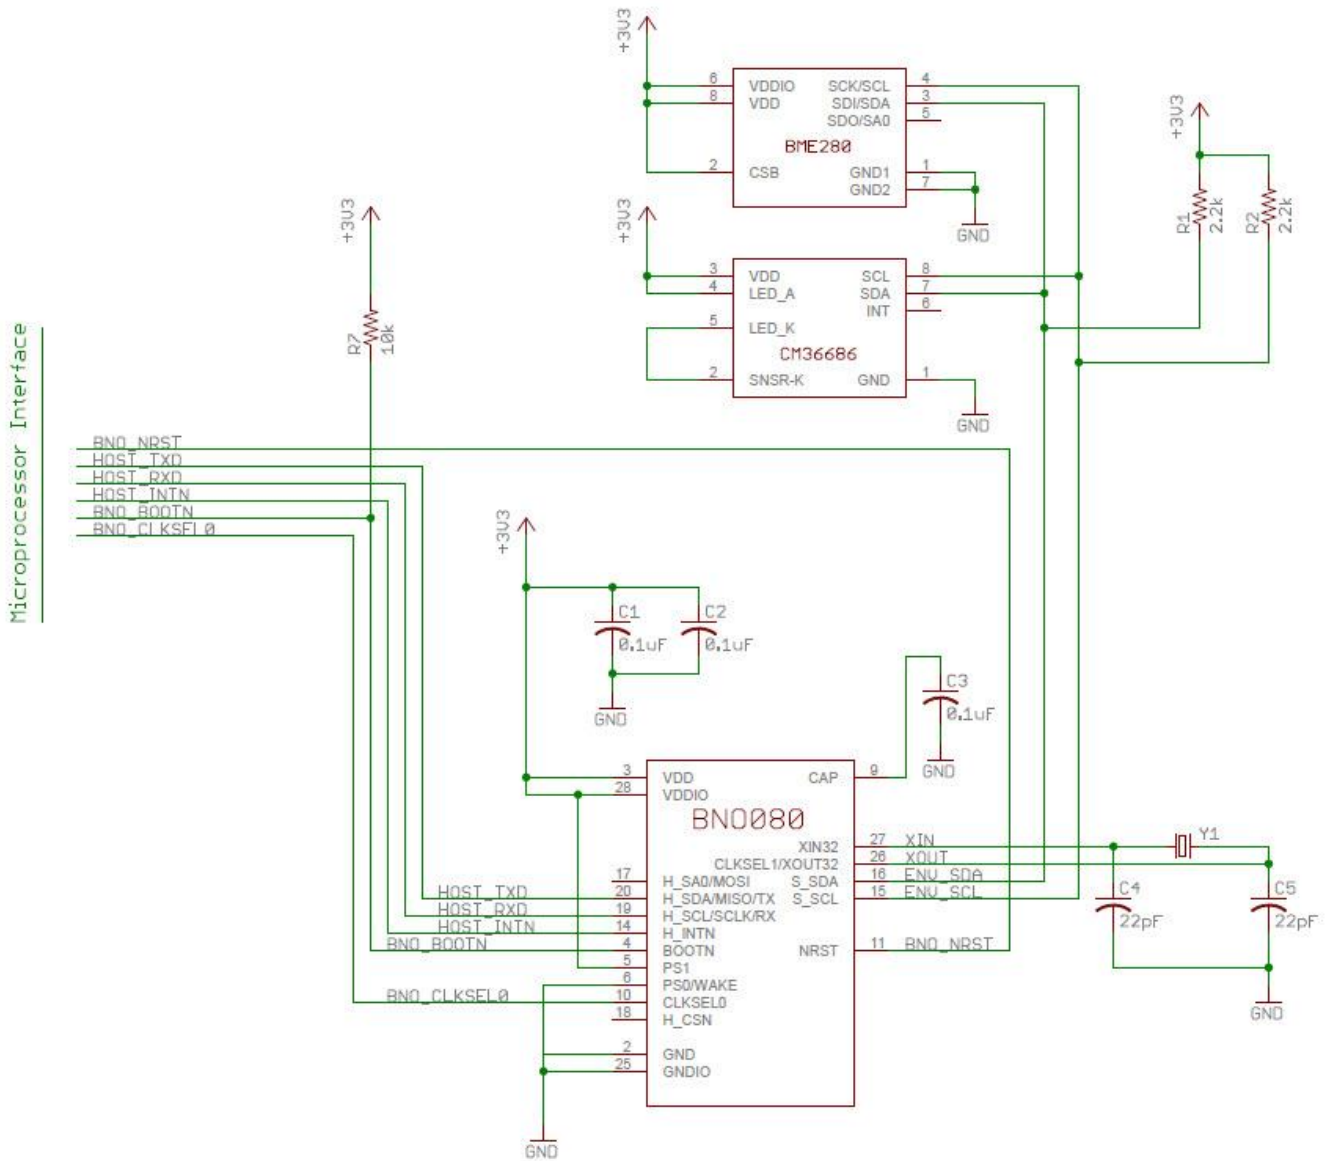 +3V3
6 VDDIO SCK/SCL 4
8 VDD SDI/SDA 3
SDO/SA0 5
BME280
2 CSB GND1 1
GND2 7
GND
+3V3
R1 2.2k
R2 2.2k
+3V3
3 VDD SCL 8
4 LED_A SDA 7
INT 6
5 LED_K
CM36686
2 SNSR-K GND 1
GND
+3V3
R7 10k
Microprocessor Interface
BNO_NRST
HOST_TXD
HOST_RXD
HOST_INTN
BNO_BOOTN
BNO_CLKSEL0
+3V3
C1 C2
0.1uF 0.1uF
GND
C3
0.1uF
GND
3 VDD CAP 9
28 VDDIO
BNO080
XIN32 27 XIN
CLKSEL1/XOUT32 26 XOUT
Y1
17 H_SA0/MOSI S_SDA 16 ENV_SDA
HOST_TXD 20 H_SDA/MISO/TX S_SCL 15 ENV_SCL
HOST_RXD 19 H_SCL/SCLK/RX
HOST_INTN 14 H_INTN
BNO_BOOTN 4 BOOTN NRST 11 BNO_NRST
5 PS1
6 PS0/WAKE
BNO_CLKSEL0 10 CLKSEL0
18 H_CSN
2 GND
25 GNDIO
GND
C4 C5
22pF 22pF
GND